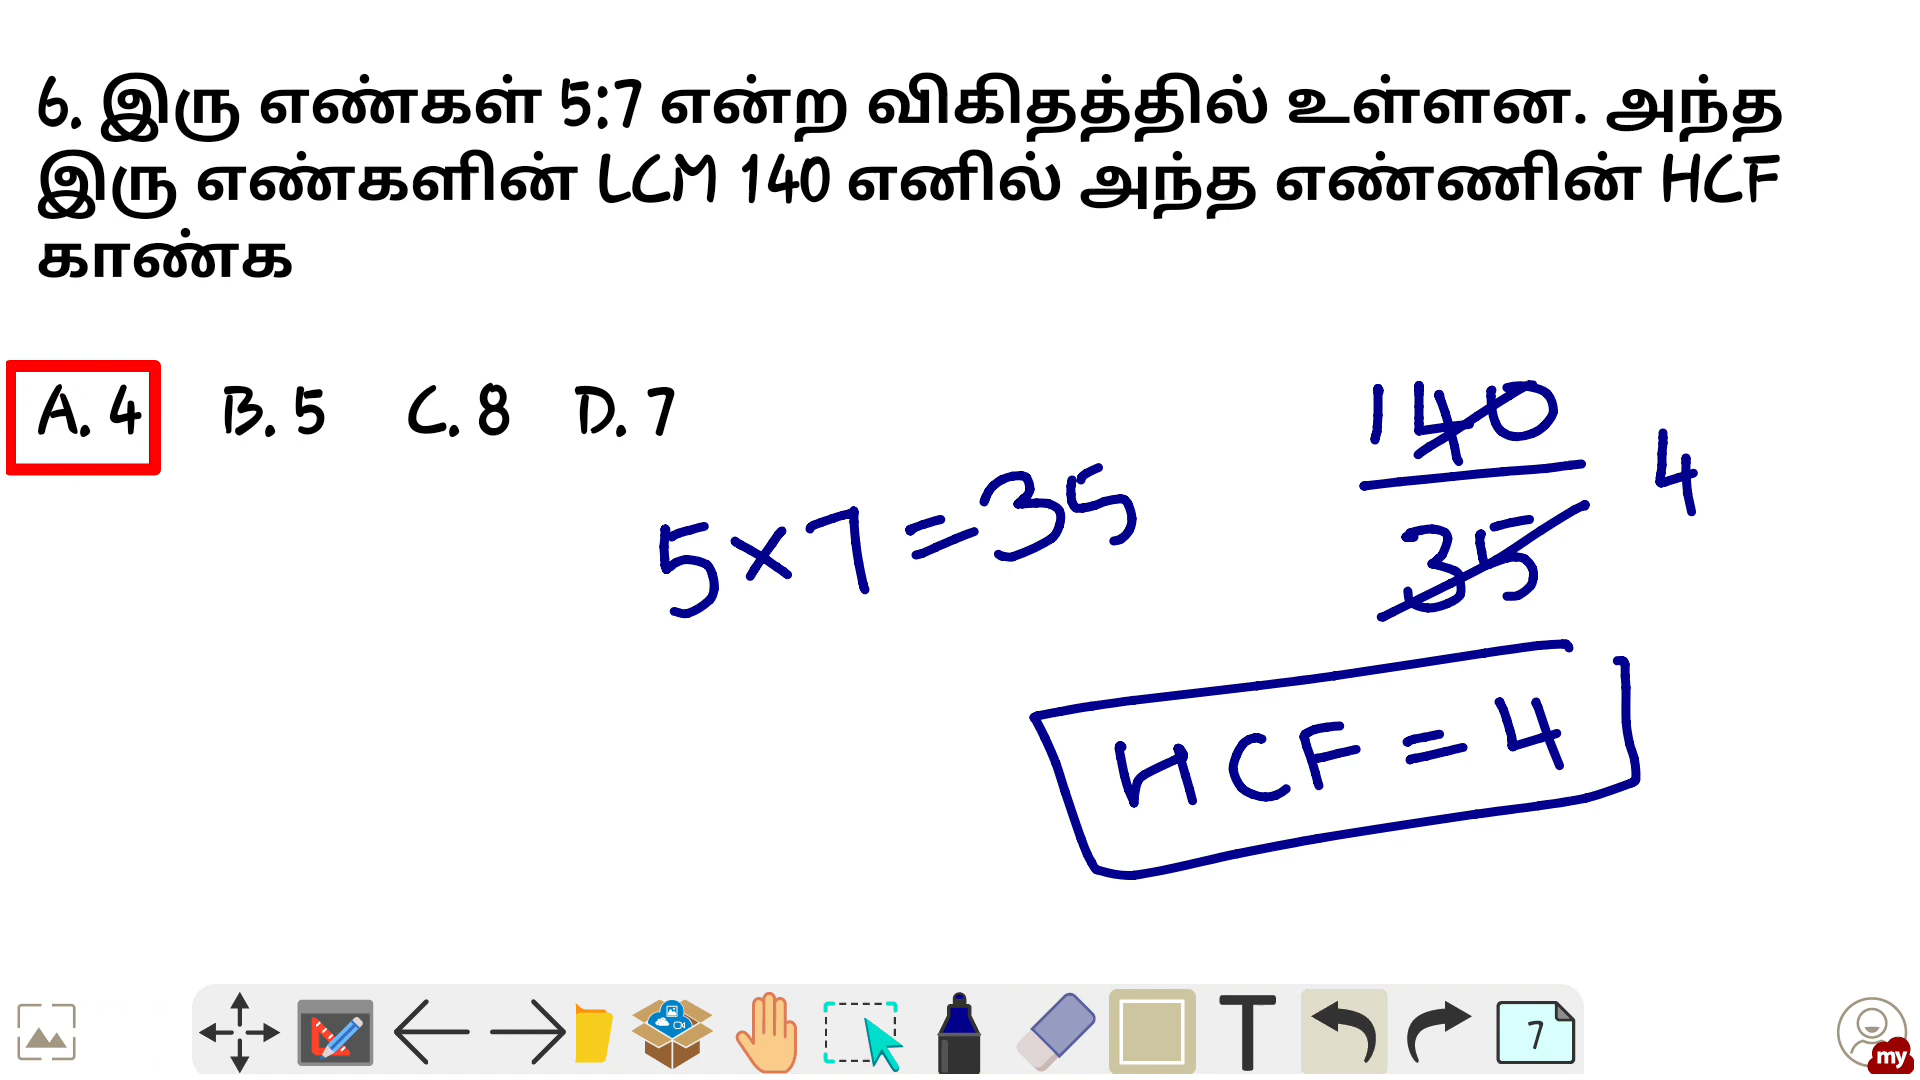 6. இரு எண்கள் 5:7 என்ற விகிதத்தில் உள்ளன. அந்த
இரு எண்களின் LCM 140 எனில் அந்த எண்ணின் HCF
காண்க
A. 4 B. 5 C. 8 D. 7
5×7=35
140
35
4
HCF = 4
T
7
my